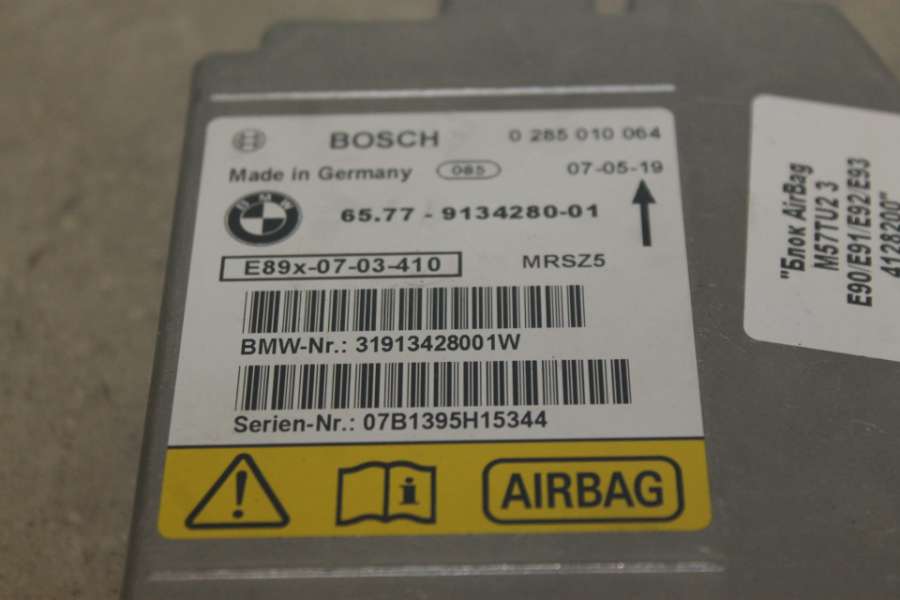 BOSCH 0 285 010 064
Made in Germany 085 07-05-19
BMW
65.77 - 9134280-01
E89x-07-03-410 MRSZ5
BMW-Nr.: 31913428001W
Serien-Nr.: 07B1395H15344
AIRBAG
"Блок AirBag
M57TU2 3
E90/E91/E92/E93
4128200"